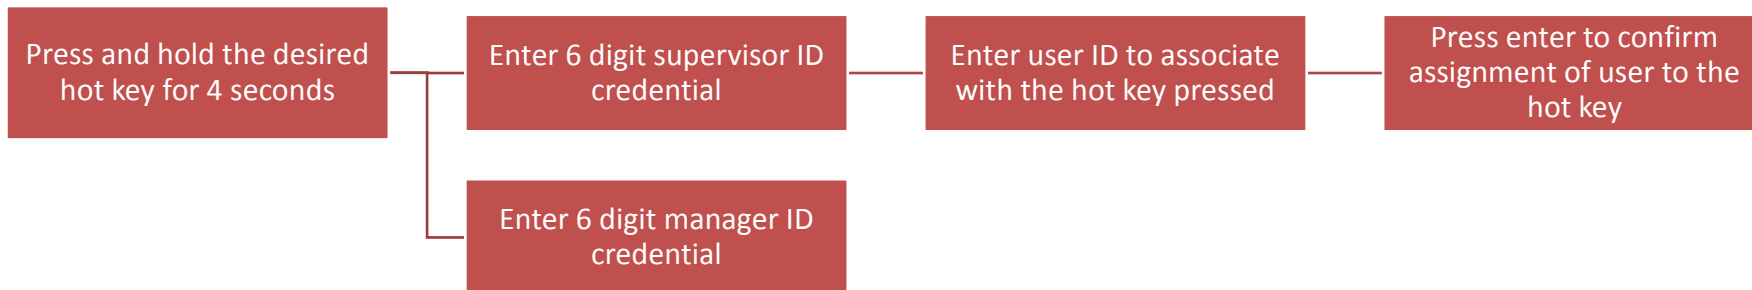 Press and hold the desired
hot key for 4 seconds
Enter 6 digit supervisor ID
credential
Enter user ID to associate
with the hot key pressed
Press enter to confirm
assignment of user to the
hot key
Enter 6 digit manager ID
credential